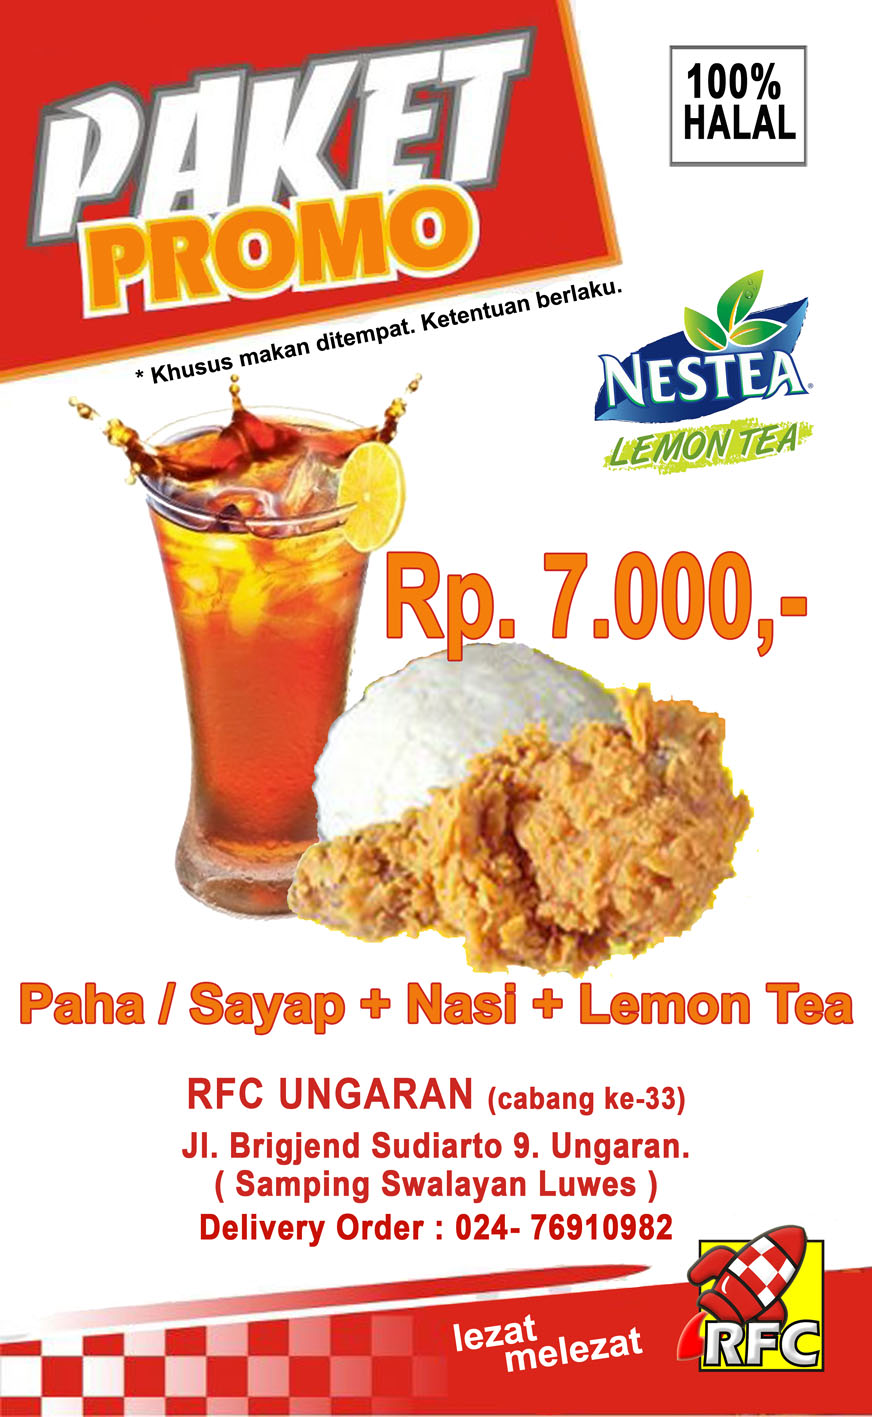 PAKET
PROMO
100%
HALAL
* Khusus makan ditempat. Ketentuan berlaku.
NESTEA
LEMON TEA
Rp. 7.000,-
Paha / Sayap + Nasi + Lemon Tea
RFC UNGARAN (cabang ke-33)
Jl. Brigjend Sudiarto 9. Ungaran.
( Samping Swalayan Luwes )
Delivery Order : 024- 76910982
lezat
melezat
RFC